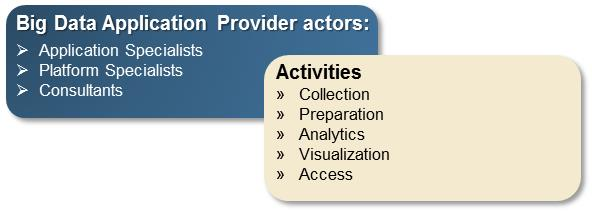 Big Data Application Provider actors:
➢ Application Specialists
➢ Platform Specialists
➢ Consultants
Activities
» Collection
» Preparation
» Analytics
» Visualization
» Access